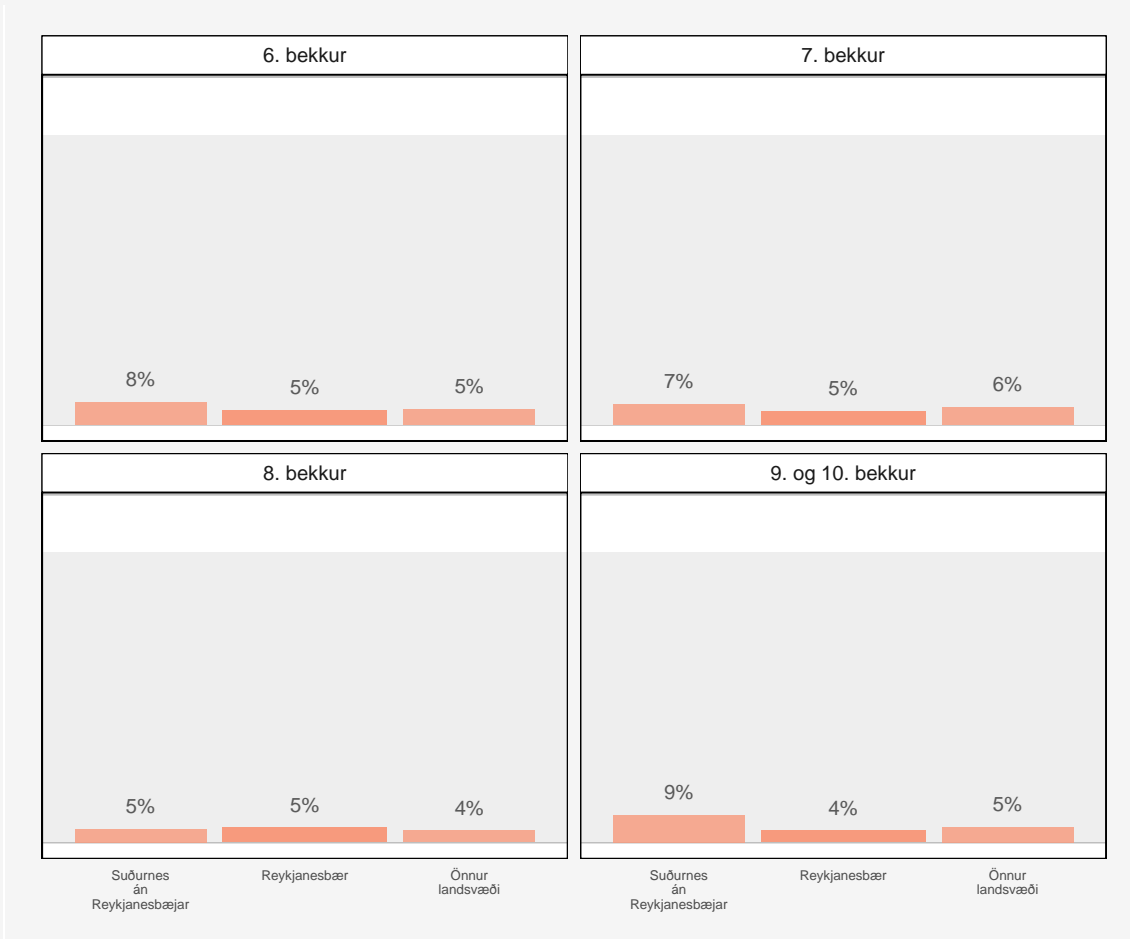 6. bekkur
7. bekkur
8%
5%
5%
7%
5%
6%
8. bekkur
9. og 10. bekkur
5%
5%
4%
9%
4%
5%
Suðurnes
án
Reykjanesbæjar
Reykjanesbær
Önnur
landsvæði
Suðurnes
án
Reykjanesbæjar
Reykjanesbær
Önnur
landsvæði